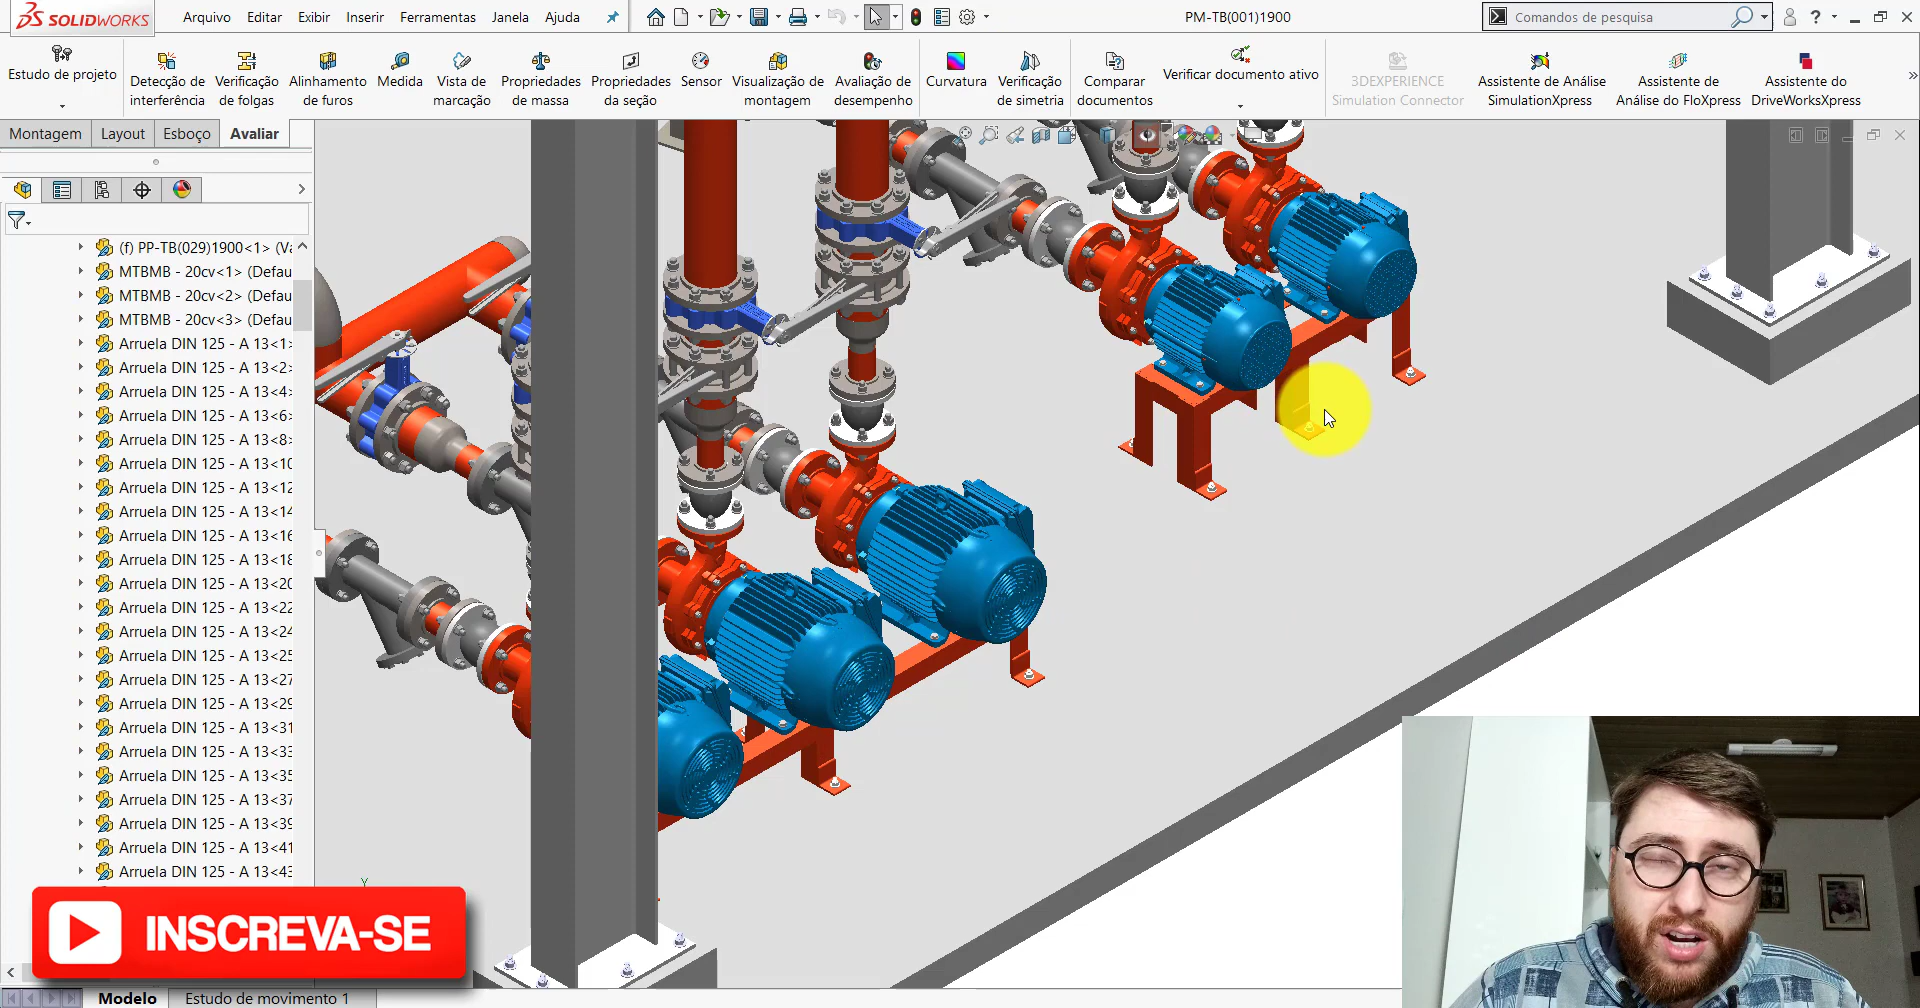 SOLIDWORKS
Arquivo Editar Exibir Inserir Ferramentas Janela Ajuda
PM-TB(001)1900
Comandos de pesquisa
Estudo de projeto
Detecção de interferência
Verificação de folgas
Alinhamento de furos
Medida
Vista de marcação
Propriedades de massa
Propriedades da seção
Sensor
Visualização de montagem
Avaliação de desempenho
Curvatura
Verificação de simetria
Comparar documentos
Verificar documento ativo
3DEXPERIENCE Simulation Connector
Assistente de Análise SimulationXpress
Assistente de Análise do FloXpress
Assistente do DriveWorksXpress
Montagem Layout Esboço Avaliar
(f) PP-TB(029)1900<1> (Va
MTBMB - 20cv<1> (Defau
MTBMB - 20cv<2> (Defau
MTBMB - 20cv<3> (Defau
Arruela DIN 125 - A 13<1>
Arruela DIN 125 - A 13<2>
Arruela DIN 125 - A 13<4>
Arruela DIN 125 - A 13<6>
Arruela DIN 125 - A 13<8>
Arruela DIN 125 - A 13<10
Arruela DIN 125 - A 13<12
Arruela DIN 125 - A 13<14
Arruela DIN 125 - A 13<16
Arruela DIN 125 - A 13<18
Arruela DIN 125 - A 13<20
Arruela DIN 125 - A 13<22
Arruela DIN 125 - A 13<24
Arruela DIN 125 - A 13<25
Arruela DIN 125 - A 13<27
Arruela DIN 125 - A 13<29
Arruela DIN 125 - A 13<31
Arruela DIN 125 - A 13<33
Arruela DIN 125 - A 13<35
Arruela DIN 125 - A 13<37
Arruela DIN 125 - A 13<39
Arruela DIN 125 - A 13<41
Arruela DIN 125 - A 13<43
Y
INSCREVA-SE
Modelo Estudo de movimento 1